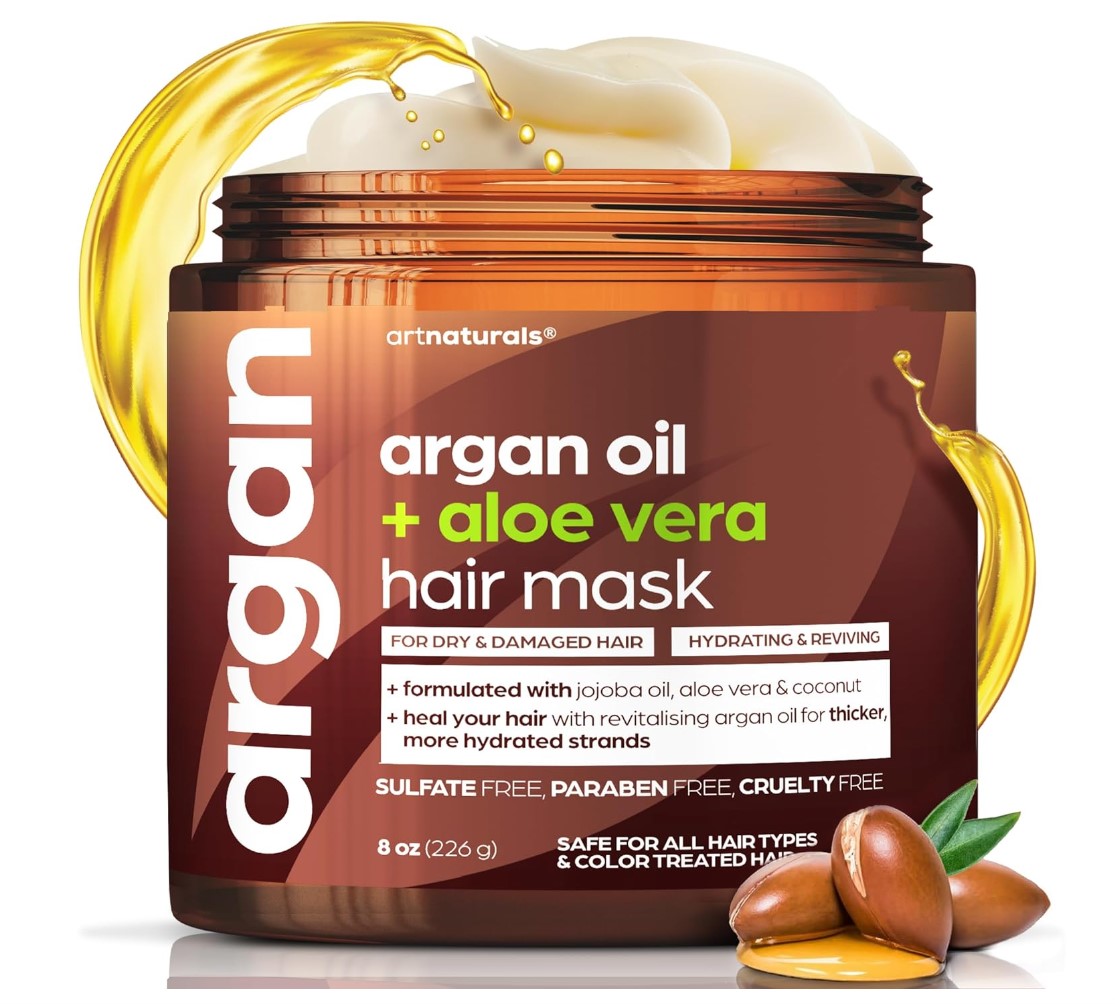 argan
artnaturals®
argan oil
+ aloe vera
hair mask
FOR DRY & DAMAGED HAIR
HYDRATING & REVIVING
+ formulated with jojoba oil, aloe vera & coconut
+ heal your hair with revitalising argan oil for thicker,
more hydrated strands
SULFATE FREE, PARABEN FREE, CRUELTY FREE
8 oz (226 g)
SAFE FOR ALL HAIR TYPES
& COLOR TREATED HAIR